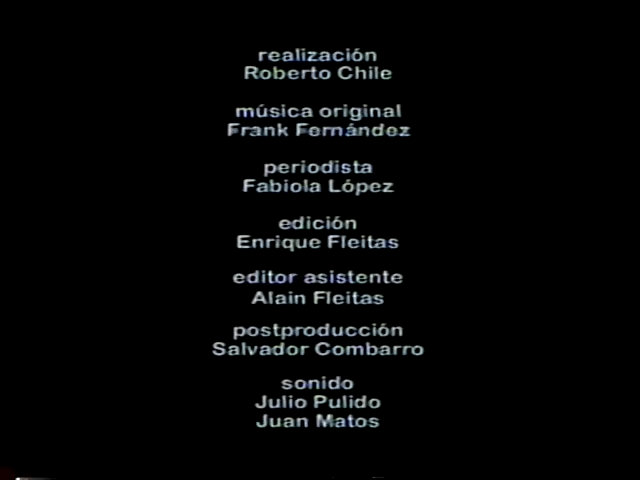 realización
Roberto Chile
música original
Frank Fernández
periodista
Fabiola López
edición
Enrique Fleitas
editor asistente
Alain Fleitas
postproducción
Salvador Combarro
sonido
Julio Pulido
Juan Matos